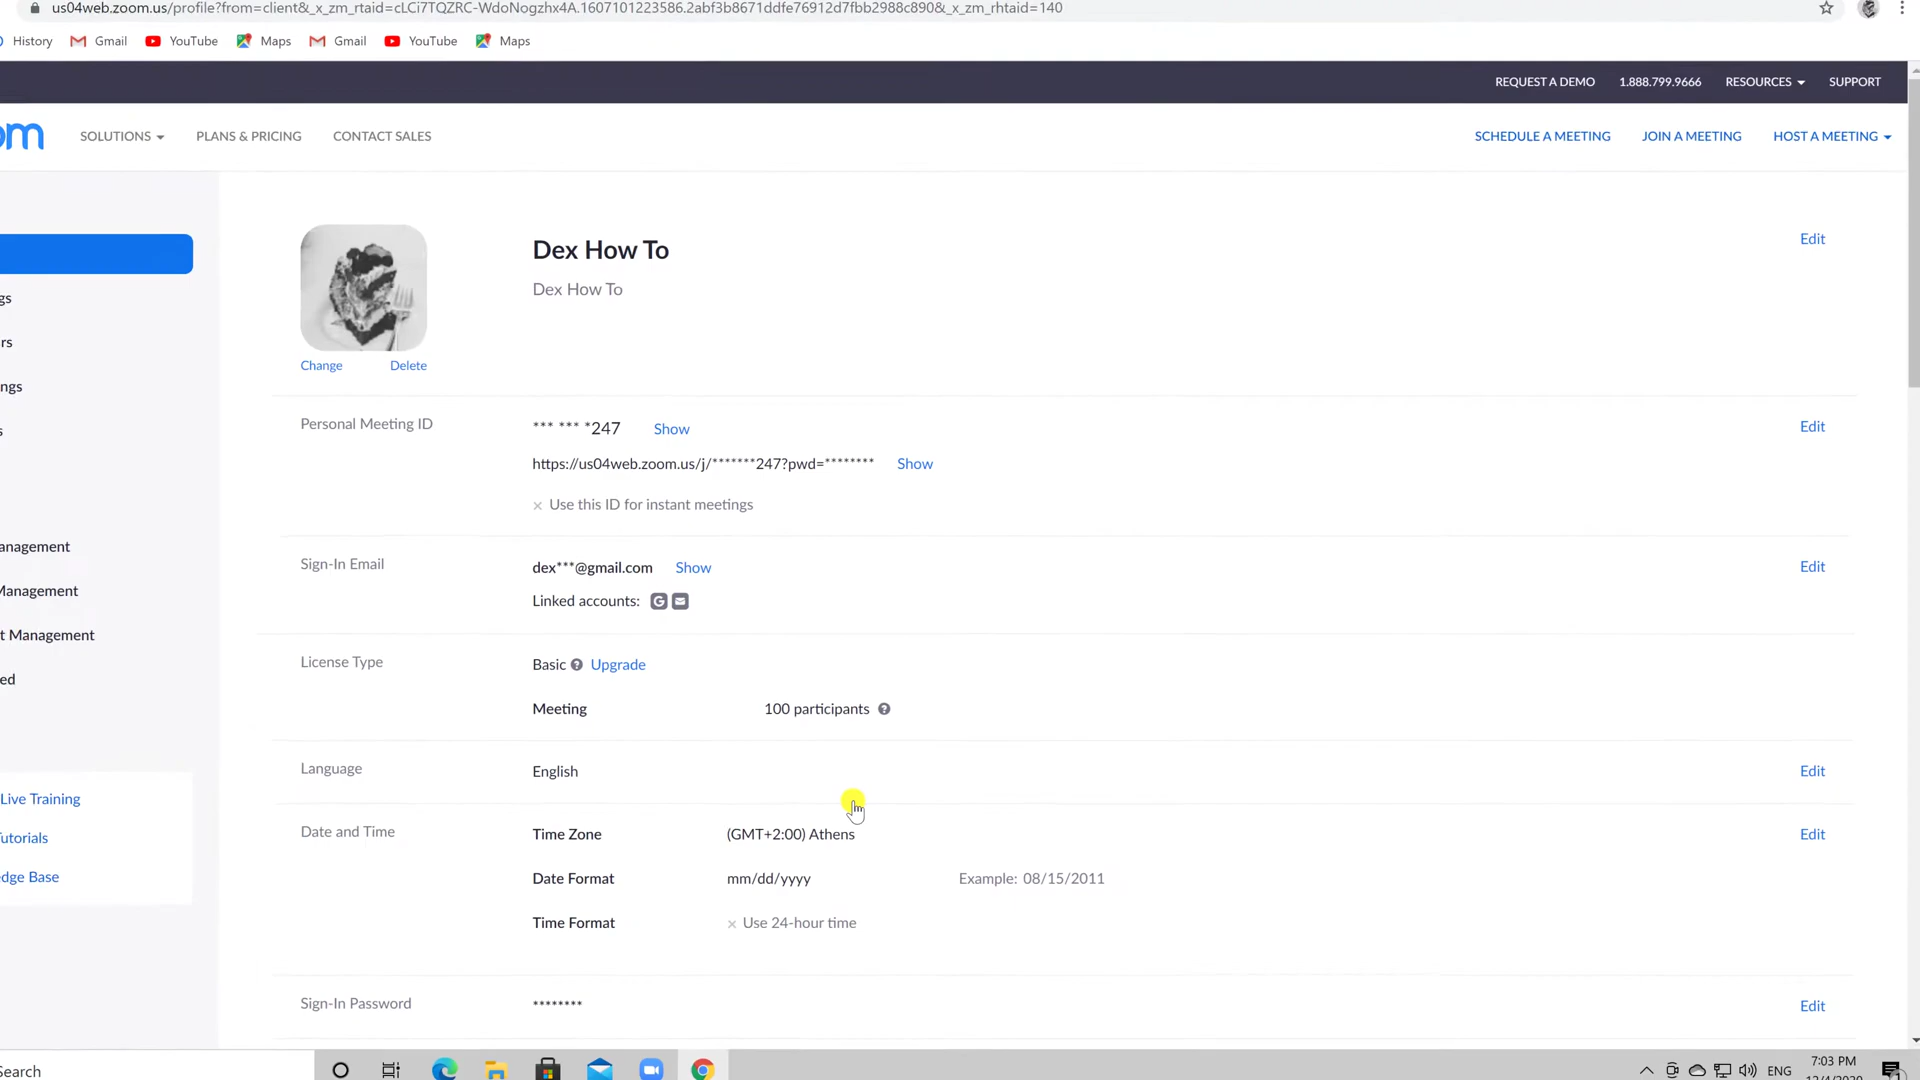 us04web.zoom.us/profile?from=client&_x_zm_rtaid=cLCi7TQZRC-WdoNogzhx4A.1607101223586.2abf3b8671ddfe76912d7fbb2988c890&_x_zm_rhtaid=140
History Gmail YouTube Maps Gmail YouTube Maps
REQUEST A DEMO 1.888.799.9666 RESOURCES SUPPORT
om SOLUTIONS PLANS & PRICING CONTACT SALES SCHEDULE A MEETING JOIN A MEETING HOST A MEETING
Dex How To Edit
Dex How To
gs
rs
Change Delete
ngs
Personal Meeting ID *** *** *247 Show Edit
s
https://us04web.zoom.us/j/*******247?pwd=******** Show
× Use this ID for instant meetings
anagement
Sign-In Email dex***@gmail.com Show Edit
Management
Linked accounts:
t Management
License Type Basic Upgrade
ed
Meeting 100 participants
Language English Edit
Live Training
Date and Time Time Zone (GMT+2:00) Athens Edit
utorials
edge Base
Date Format mm/dd/yyyy Example: 08/15/2011
Time Format × Use 24-hour time
Sign-In Password ******** Edit
Search ENG 7:03 PM
12/4/2020